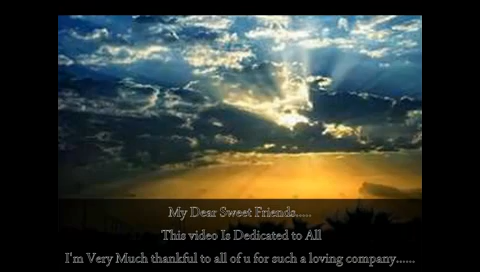 My Dear Sweet Friends.....
This video Is Dedicated to All
I'm Very Much thankful to all of u for such a loving company......